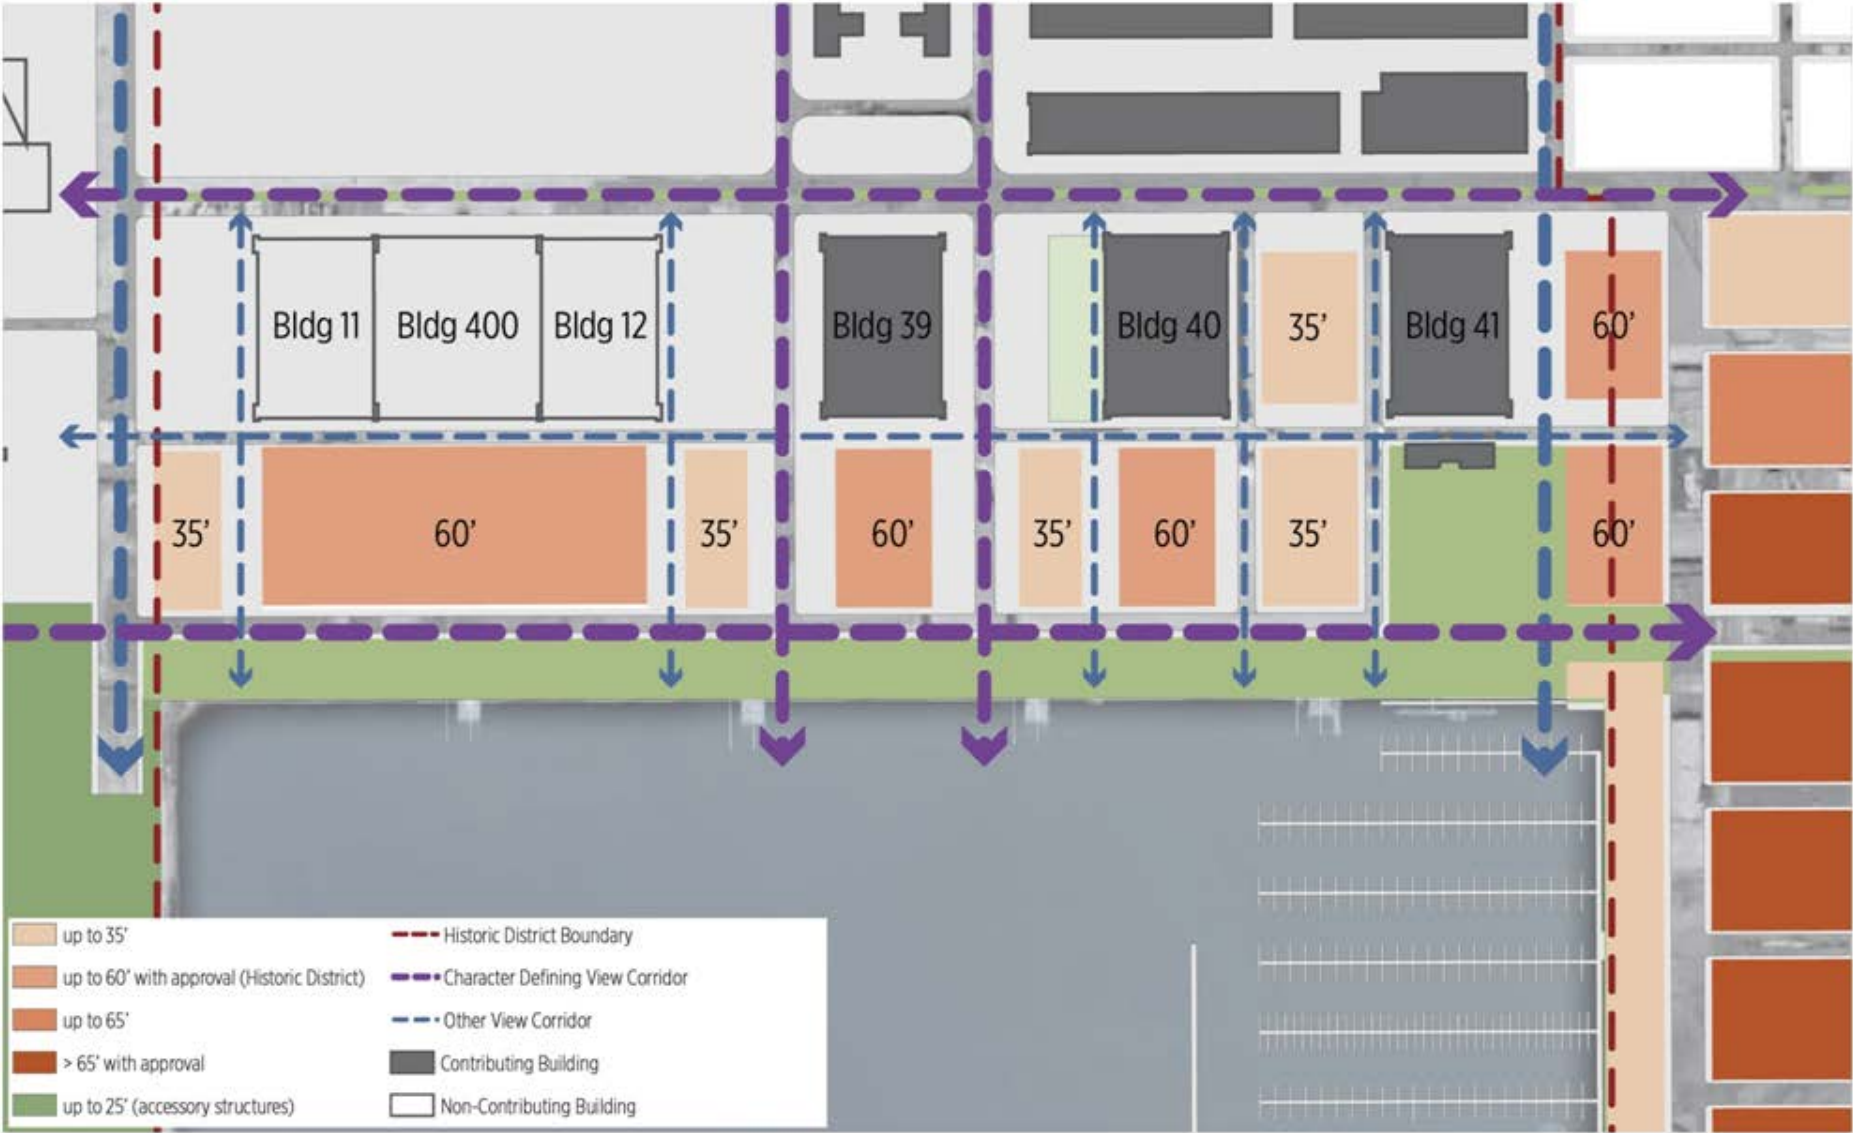 Bldg 11 Bldg 400 Bldg 12 Bldg 39 Bldg 40 35’ Bldg 41 60’
35’ 60’ 35’ 60’ 35’ 60’ 35’ 60’
up to 35’
up to 60’ with approval (Historic District)
up to 65’
> 65’ with approval
up to 25’ (accessory structures)
Historic District Boundary
Character Defining View Corridor
Other View Corridor
Contributing Building
Non-Contributing Building